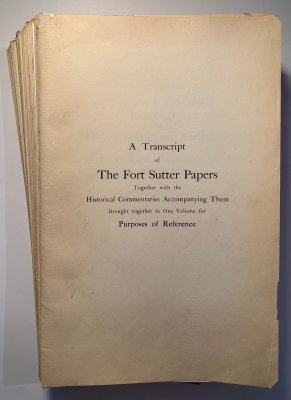 A Transcript
of
The Fort Sutter Papers
Together with the
Historical Commentaries Accompanying Them
Brought together in One Volume for
Purposes of Reference